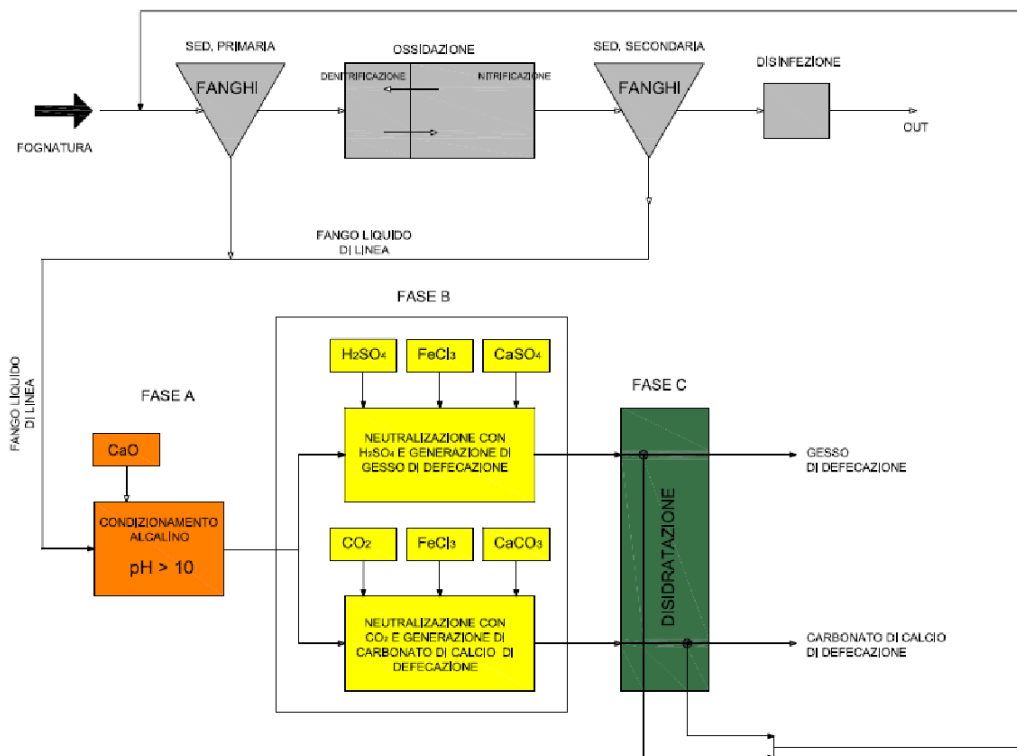 SED. PRIMARIA
OSSIDAZIONE
SED. SECONDARIA
DISINFEZIONE
DENITRIFICAZIONE
NITRIFICAZIONE
FANGHI
FANGHI
FOGNATURA
OUT
FANGO LIQUIDO
DI LINEA
FASE B
FANGO LIQUIDO
DI LINEA
FASE A
H₂SO₄
FeCl₃
CaSO₄
FASE C
CaO
NEUTRALIZAZIONE CON
H₂SO₄ E GENERAZIONE DI
GESSO DI DEFECAZIONE
GESSO
DI DEFECAZIONE
CONDIZIONAMENTO
ALCALINO
pH > 10
CO₂
FeCl₃
CaCO₃
DISIDRATAZIONE
NEUTRALIZAZIONE CON
CO₂ E GENERAZIONE DI
CARBONATO DI CALCIO DI
DEFECAZIONE
CARBONATO DI CALCIO
DI DEFECAZIONE